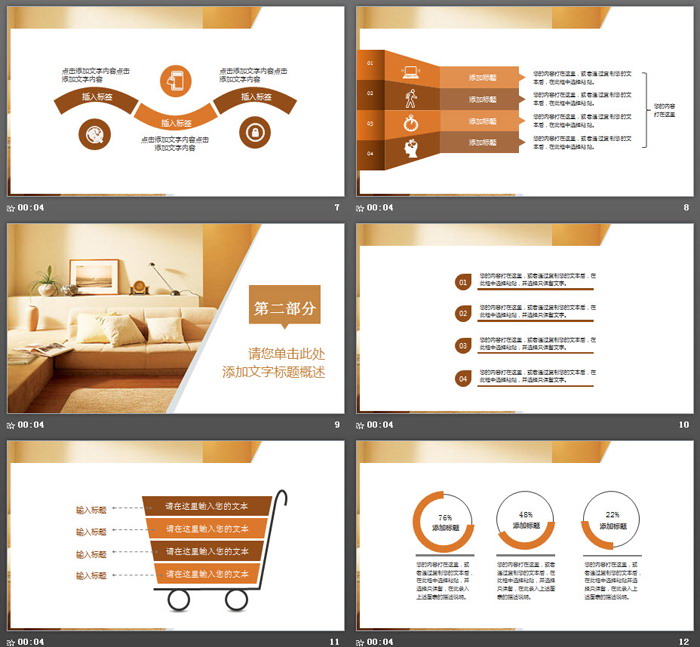 点击添加文字内容点击
添加文字内容
点击添加文字内容点击
添加文字内容
插入标签
插入标签
插入标签
点击添加文字内容点击
添加文字内容
00:04
7
01
添加标题
您的内容打在这里，或者通过复制您的文
本后，在此框中选择粘贴。
02
添加标题
您的内容打在这里，或者通过复制您的文
本后，在此框中选择粘贴。
03
添加标题
您的内容打在这里，或者通过复制您的文
本后，在此框中选择粘贴。
04
添加标题
您的内容打在这里，或者通过复制您的文
本后，在此框中选择粘贴。
您的内容
打在这里
00:04
8
第二部分
请您单击此处
添加文字标题概述
00:04
9
01
您的内容打在这里，或者通过复制您的文本后，在
此框中选择粘贴，并选择只保留文字。
02
您的内容打在这里，或者通过复制您的文本后，在
此框中选择粘贴，并选择只保留文字。
03
您的内容打在这里，或者通过复制您的文本后，在
此框中选择粘贴，并选择只保留文字。
04
您的内容打在这里，或者通过复制您的文本后，在
此框中选择粘贴，并选择只保留文字。
00:04
10
输入标题
请在这里输入您的文本
输入标题
请在这里输入您的文本
输入标题
请在这里输入您的文本
输入标题
请在这里输入您的文本
00:04
11
76%
添加标题
48%
添加标题
22%
添加标题
您的内容打在这里，或
者通过复制您的文本后，
在此框中选择粘贴，并
选择只保留，在此录入
上述图表的描述说明。
您的内容打在这里，或
者通过复制您的文本后，
在此框中选择粘贴，并选
择只保留，在此录入上
述图表的描述说明。
您的内容打在这里，或
者通过复制您的文本后，
在此框中选择粘贴并选
择只保留，在此录入上
述图表的描述说明。
00:04
12